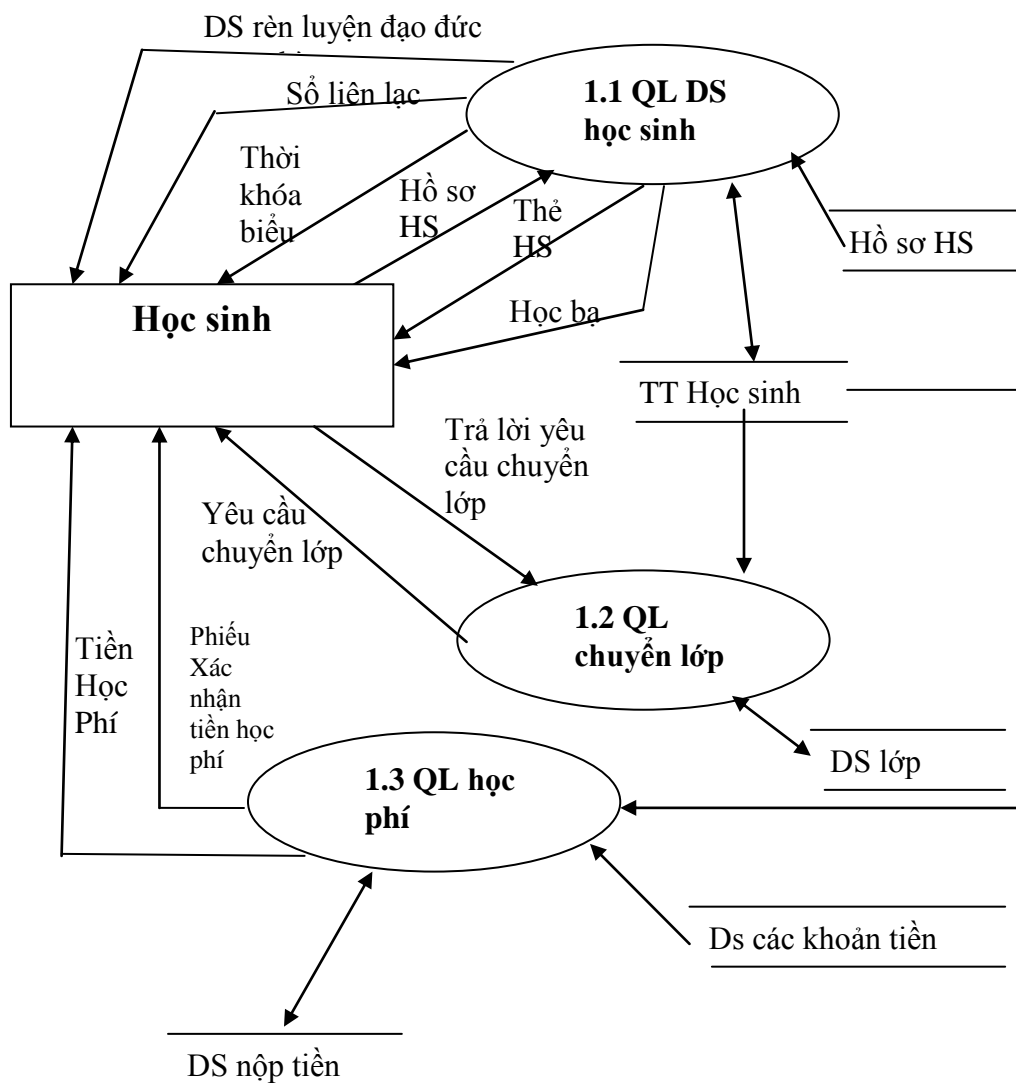 DS rèn luyện đạo đức
Sổ liên lạc
1.1 QL DS
học sinh
Thời
khóa
biểu
Hồ sơ
HS
Thẻ
HS
Hồ sơ HS
Học sinh
Học bạ
TT Học sinh
Trả lời yêu
cầu chuyển
lớp
Yêu cầu
chuyển lớp
1.2 QL
chuyển lớp
Tiền
Học
Phí
Phiếu
Xác
nhận
tiền học
phí
DS lớp
1.3 QL học
phí
Ds các khoản tiền
DS nộp tiền